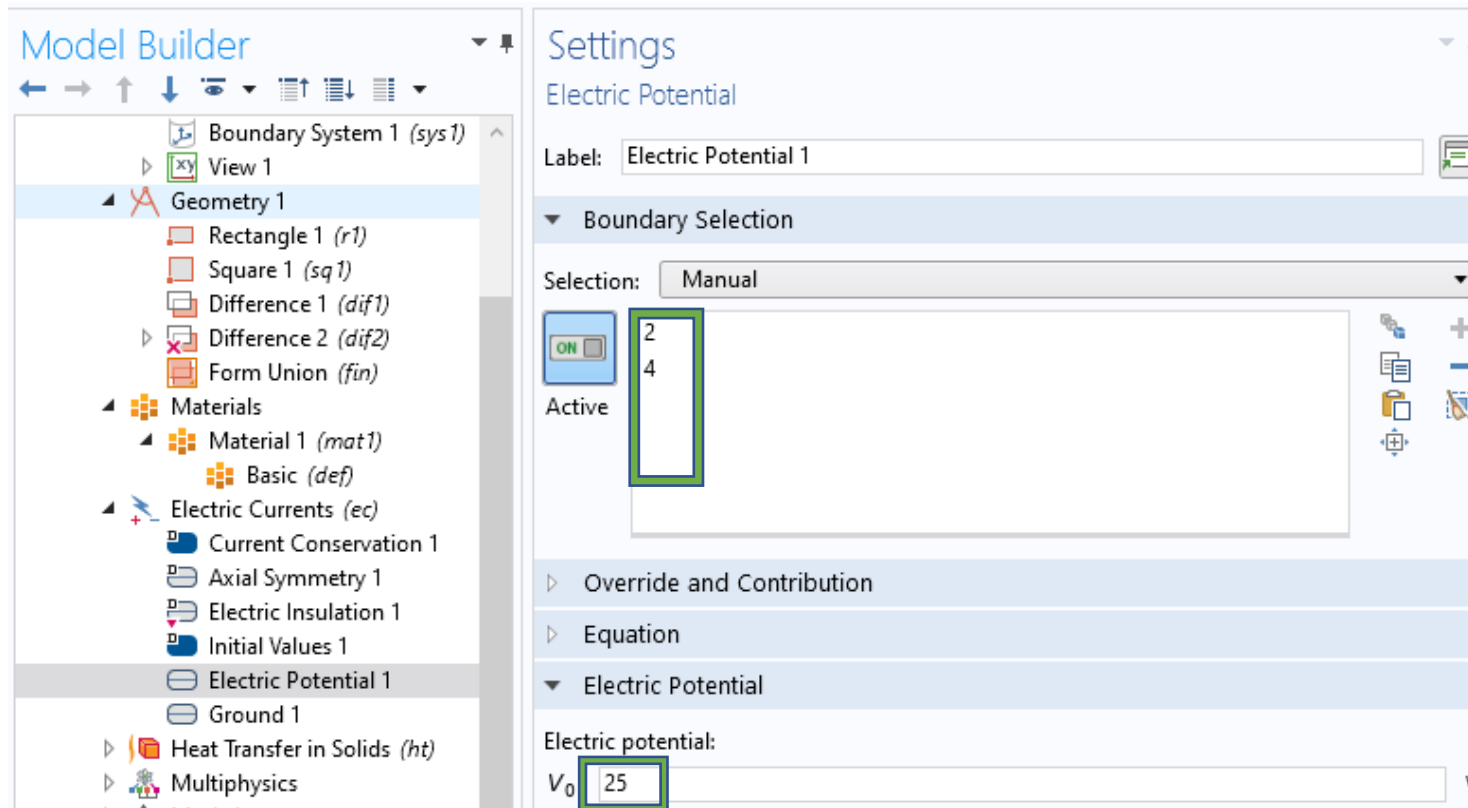 Model Builder
Boundary System 1 (sys1)
View 1
Geometry 1
Rectangle 1 (r1)
Square 1 (sq1)
Difference 1 (dif1)
Difference 2 (dif2)
Form Union (fin)
Materials
Material 1 (mat1)
Basic (def)
Electric Currents (ec)
Current Conservation 1
Axial Symmetry 1
Electric Insulation 1
Initial Values 1
Electric Potential 1
Ground 1
Heat Transfer in Solids (ht)
Multiphysics
Settings
Electric Potential
Label: Electric Potential 1
Boundary Selection
Selection: Manual
ON
Active
2
4
Override and Contribution
Equation
Electric Potential
Electric potential:
V0 25